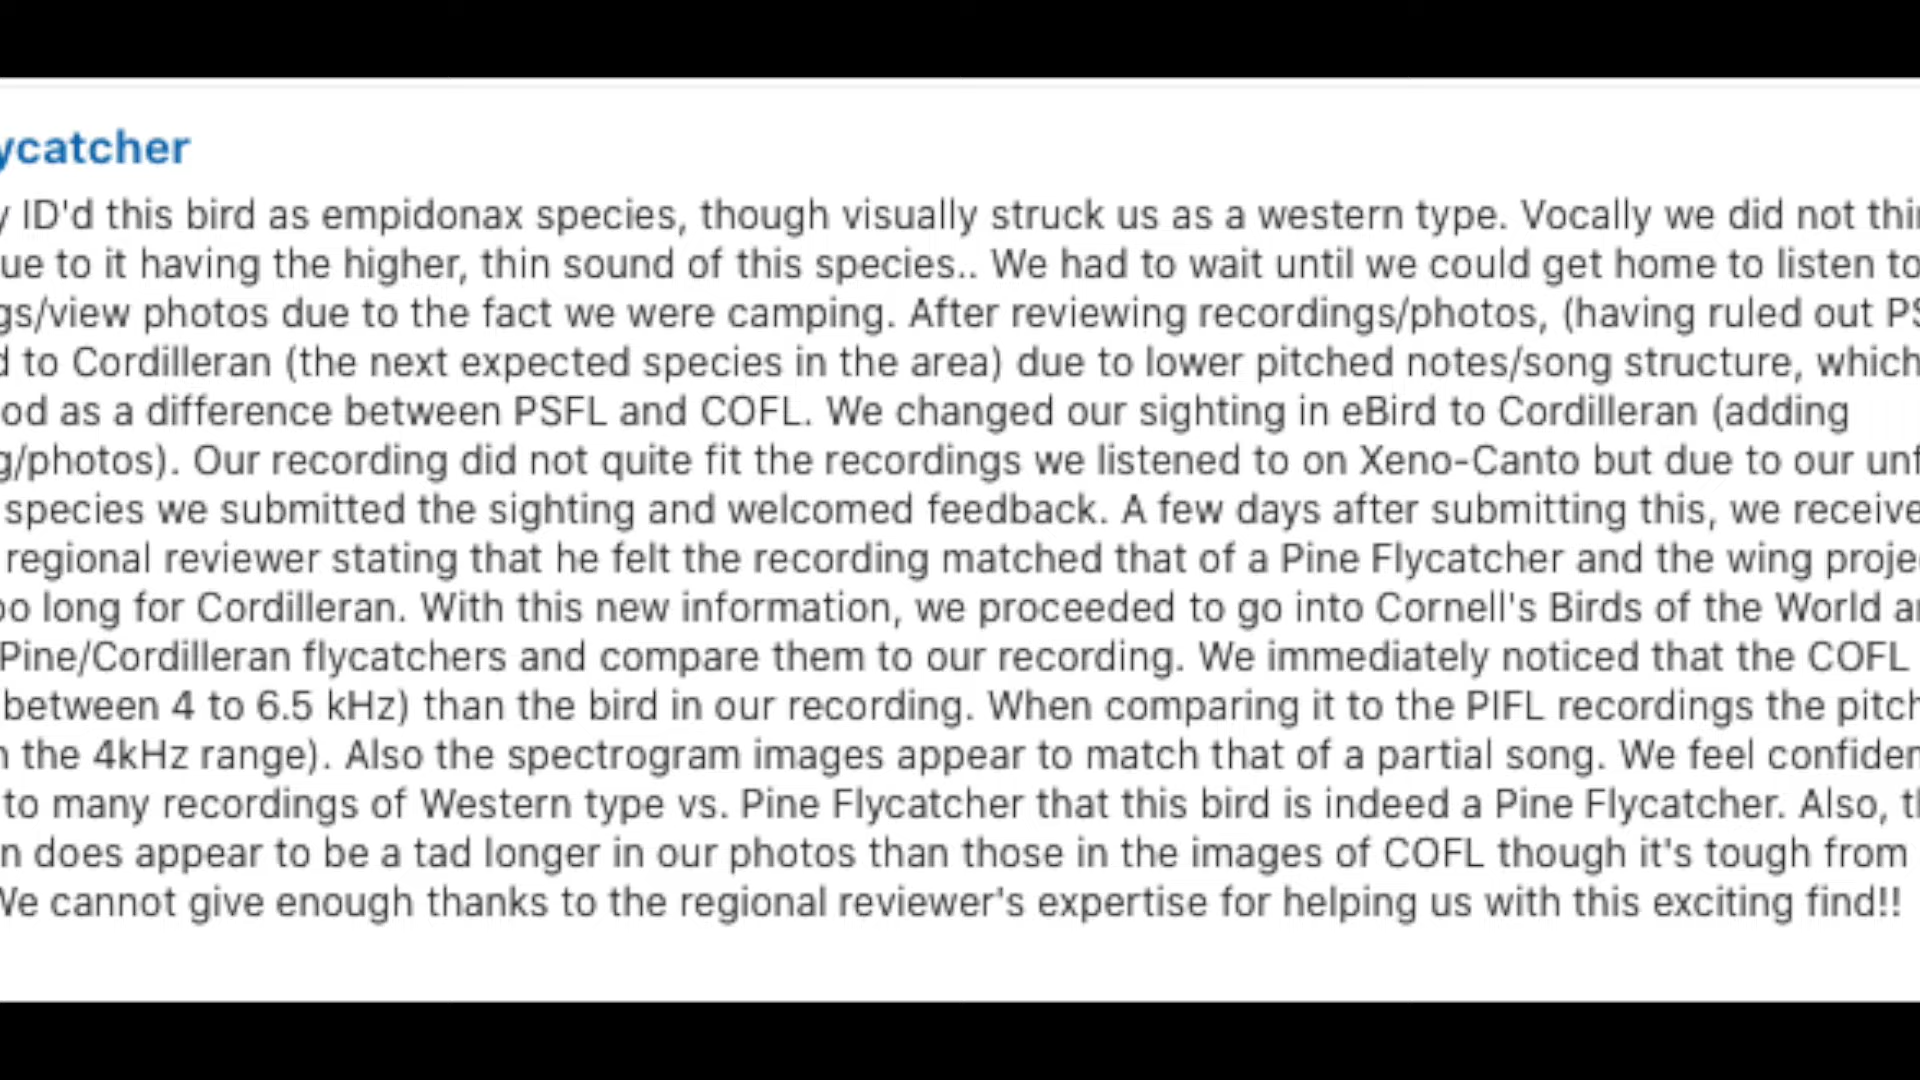 ycatcher
y ID'd this bird as empidonax species, though visually struck us as a western type. Vocally we did not thi
ue to it having the higher, thin sound of this species.. We had to wait until we could get home to listen to
gs/view photos due to the fact we were camping. After reviewing recordings/photos, (having ruled out PS
d to Cordilleran (the next expected species in the area) due to lower pitched notes/song structure, which
od as a difference between PSFL and COFL. We changed our sighting in eBird to Cordilleran (adding
g/photos). Our recording did not quite fit the recordings we listened to on Xeno-Canto but due to our unf
species we submitted the sighting and welcomed feedback. A few days after submitting this, we receive
regional reviewer stating that he felt the recording matched that of a Pine Flycatcher and the wing proje
oo long for Cordilleran. With this new information, we proceeded to go into Cornell's Birds of the World a
Pine/Cordilleran flycatchers and compare them to our recording. We immediately noticed that the COFL
between 4 to 6.5 kHz) than the bird in our recording. When comparing it to the PIFL recordings the pitch
n the 4kHz range). Also the spectrogram images appear to match that of a partial song. We feel confiden
to many recordings of Western type vs. Pine Flycatcher that this bird is indeed a Pine Flycatcher. Also, t
n does appear to be a tad longer in our photos than those in the images of COFL though it's tough from
We cannot give enough thanks to the regional reviewer's expertise for helping us with this exciting find!!